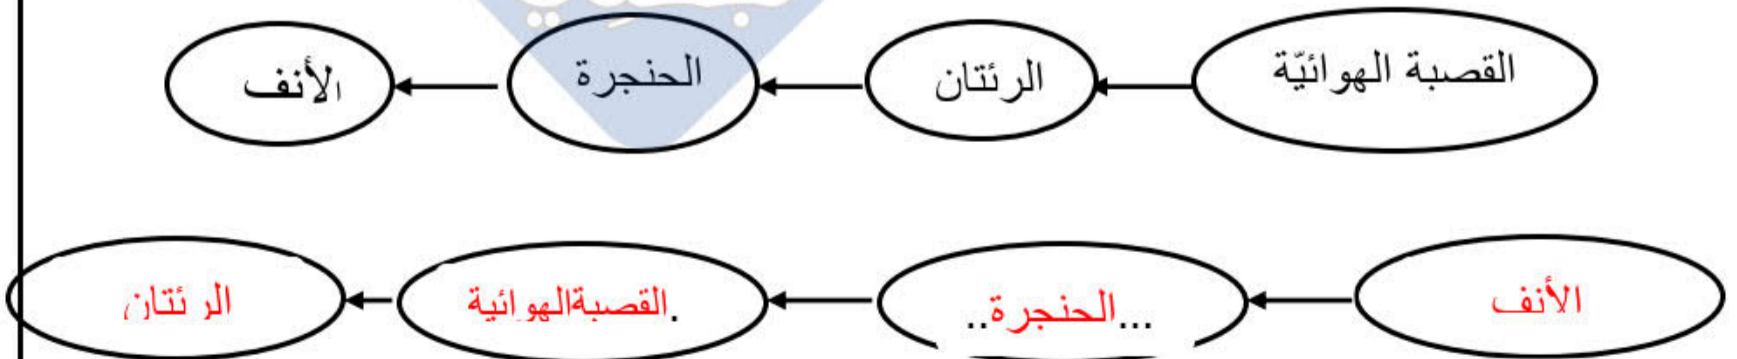 القصبة الهوائيّة الرئتان الحنجرة الأنف
الأنف ...الحنجرة.. .القصبةالهوائية الرئتان